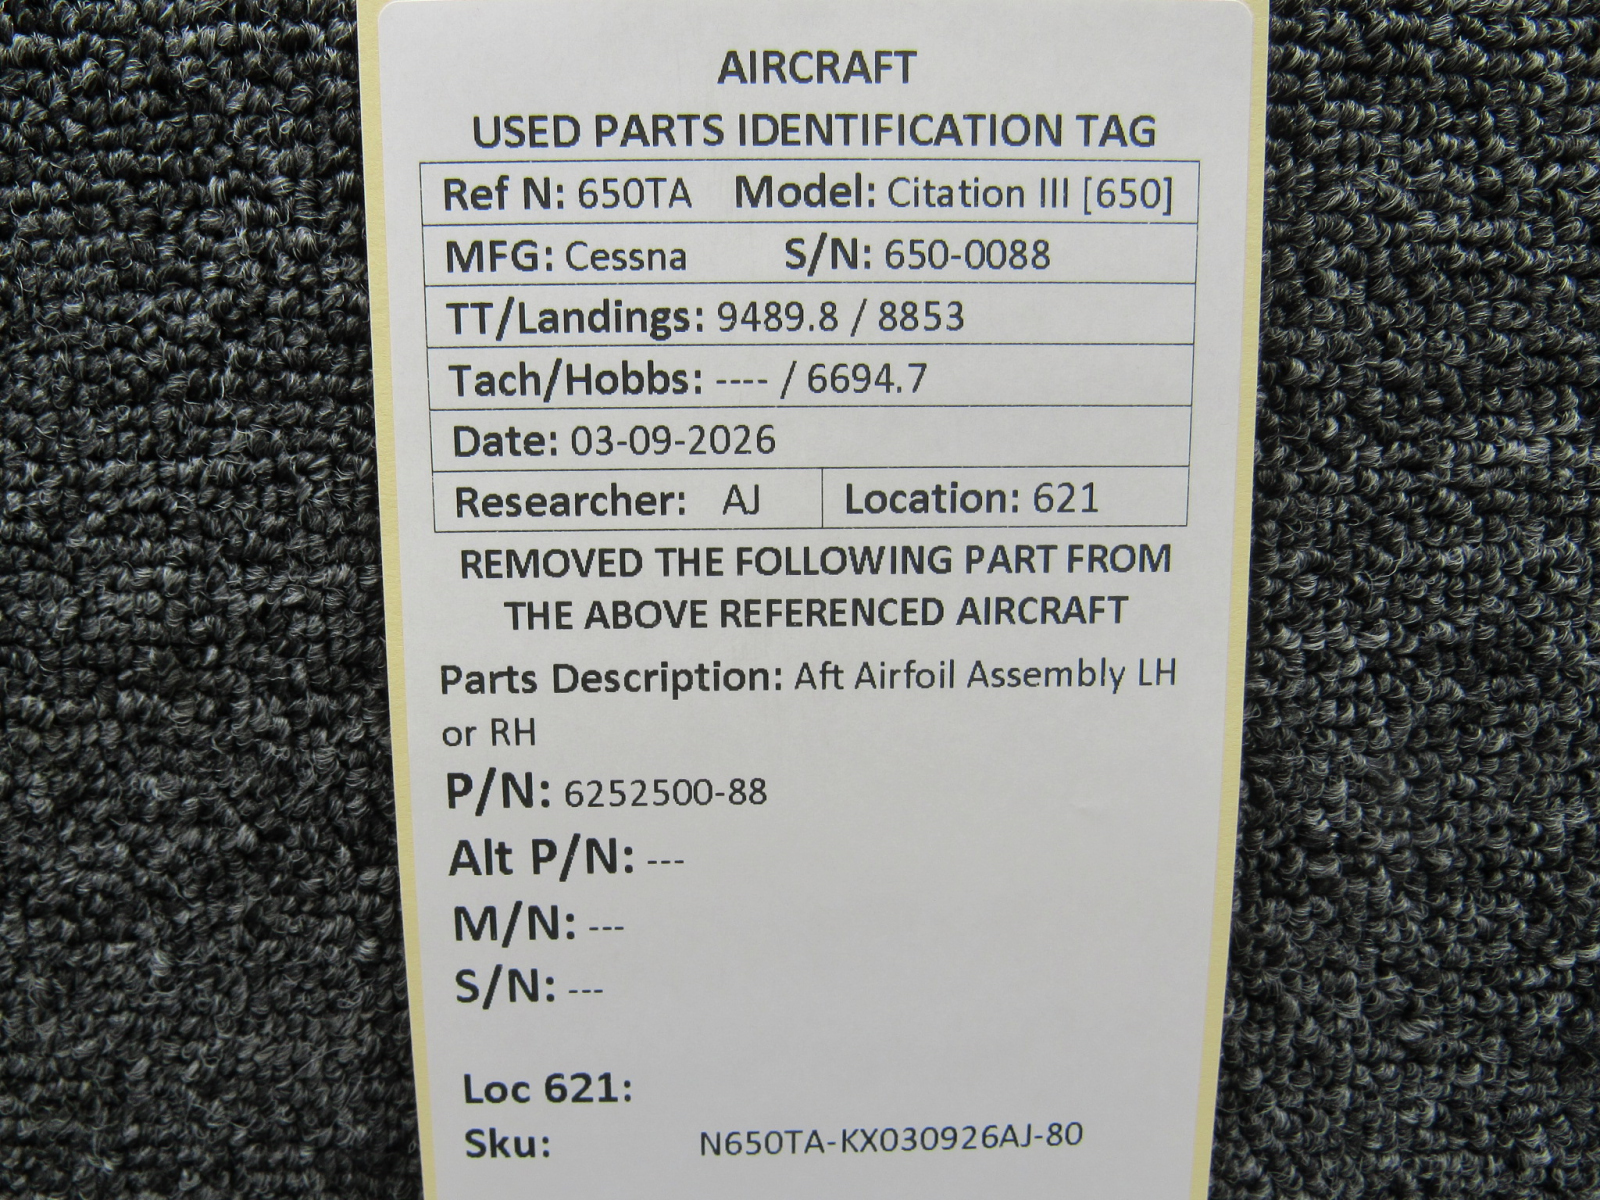 AIRCRAFT
USED PARTS IDENTIFICATION TAG
Ref N: 650TA Model: Citation III [650]
MFG: Cessna S/N: 650-0088
TT/Landings: 9489.8 / 8853
Tach/Hobbs: ---- / 6694.7
Date: 03-09-2026
Researcher: AJ Location: 621
REMOVED THE FOLLOWING PART FROM
THE ABOVE REFERENCED AIRCRAFT
Parts Description: Aft Airfoil Assembly LH
or RH
P/N: 6252500-88
Alt P/N: ---
M/N: ---
S/N: ---
Loc 621:
Sku: N650TA-KX030926AJ-80